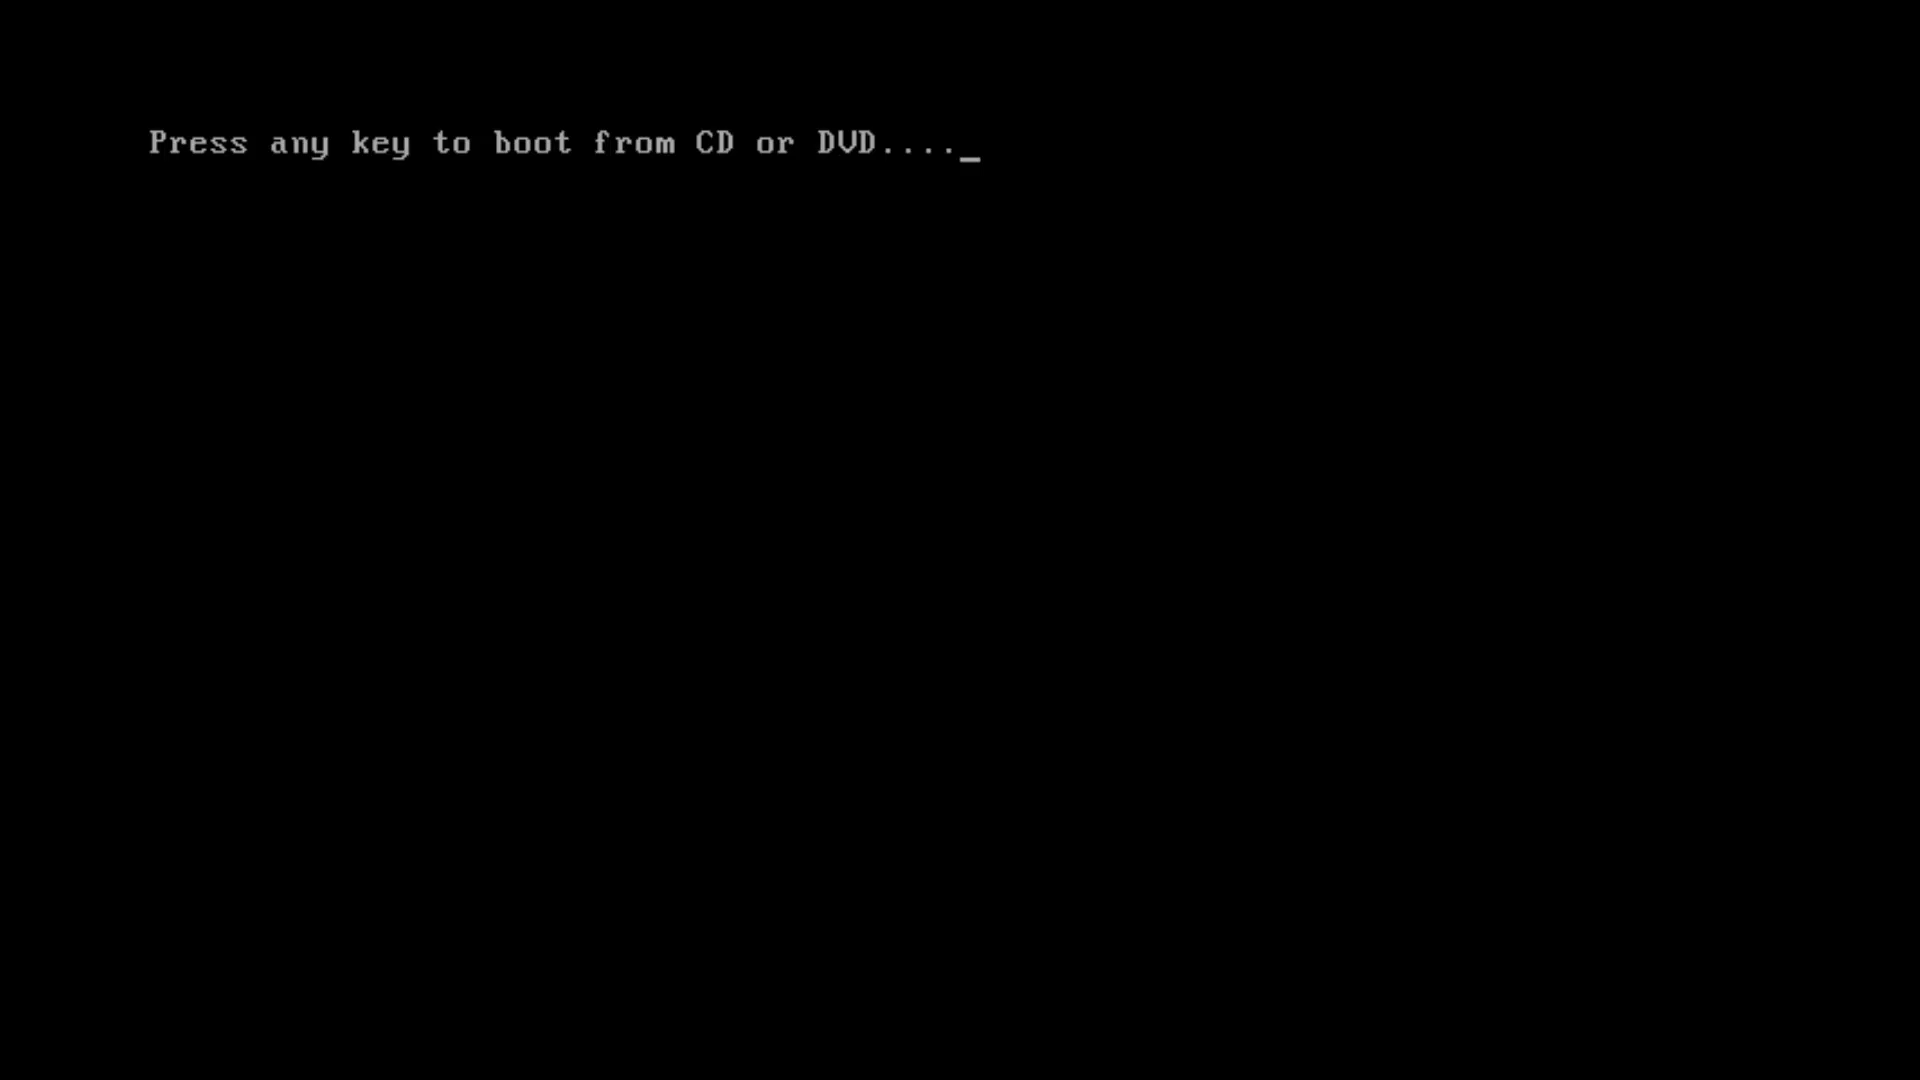 Press any key to boot from CD or DVD...._